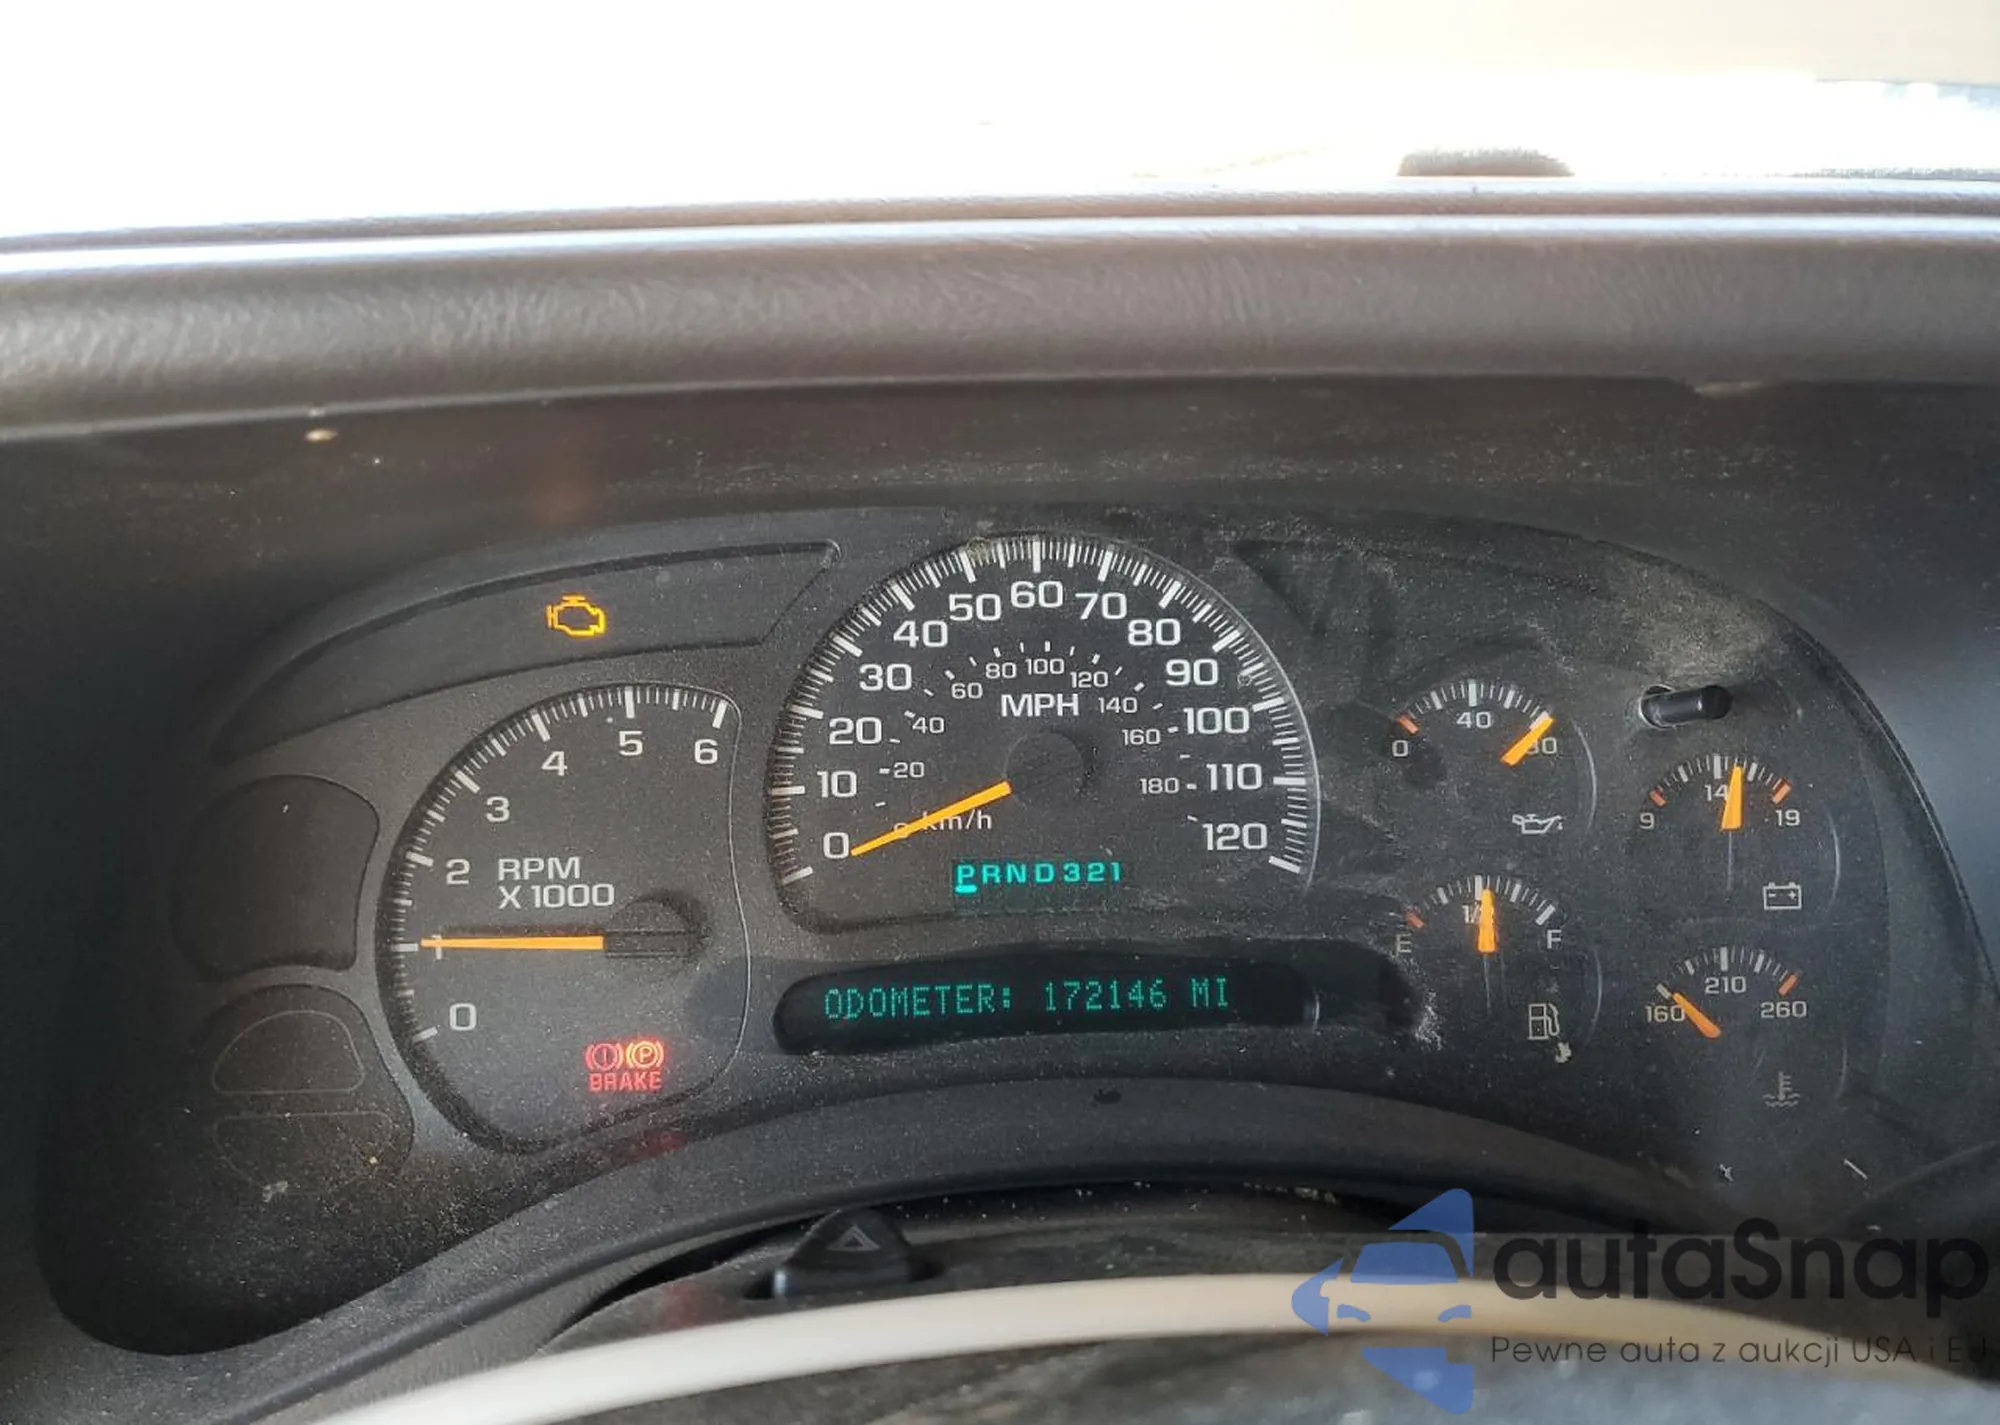 0 1 2 3 4 5 6
RPM
X 1000
BRAKE
0 10 20 30 40 50 60 70 80 90 100 110 120
20 40 60 80 100 120 140 160 180
MPH
km/h
PRND321
ODOMETER: 172146 MI
0 40 80
9 14 19
E 1/2 F
160 210 260
autaSnap
Pewne auta z aukcji USA i EU